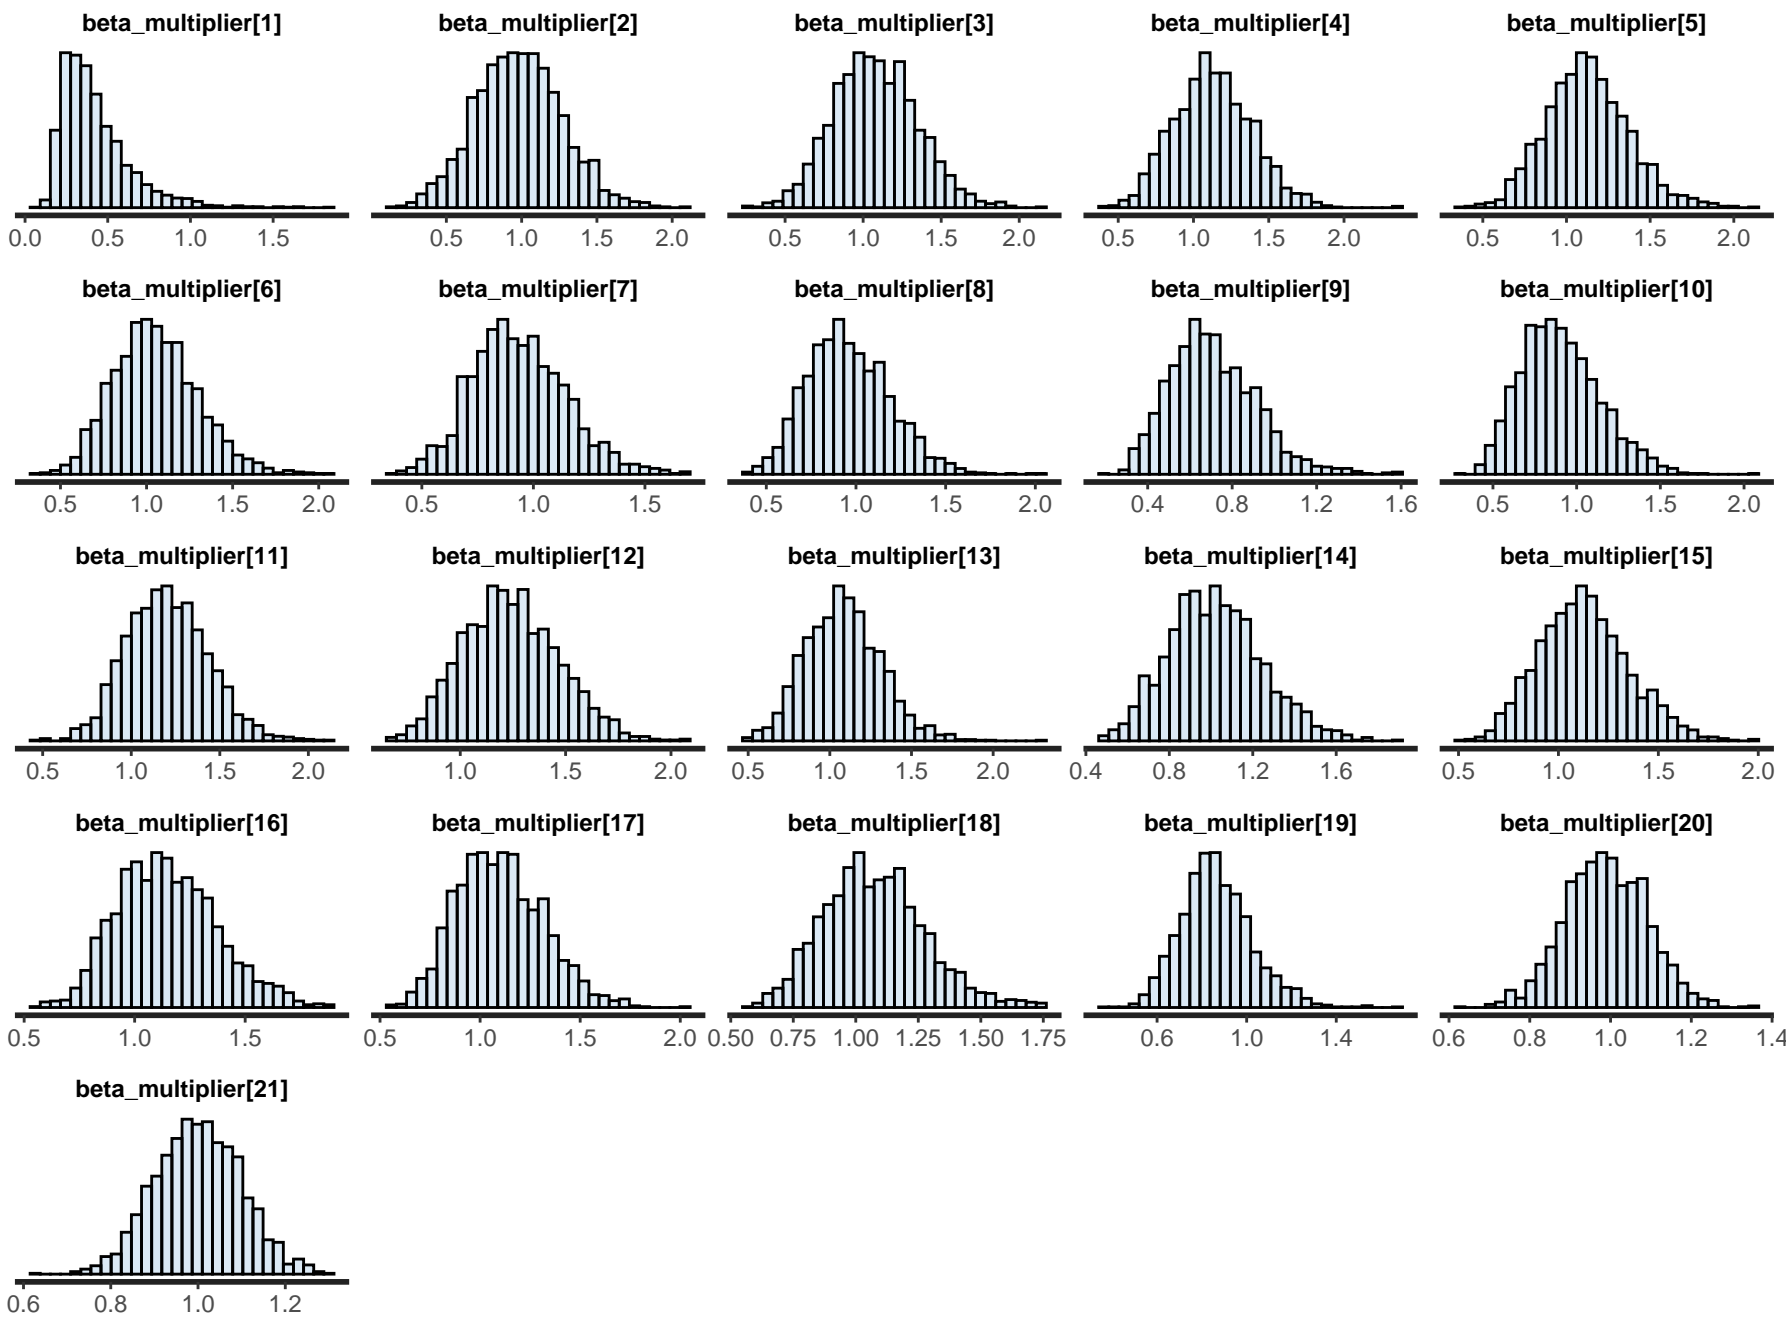 beta_multiplier[1] beta_multiplier[2] beta_multiplier[3] beta_multiplier[4] beta_multiplier[5]
0.0 0.5 1.0 1.5 0.5 1.0 1.5 2.0 0.5 1.0 1.5 2.0 0.5 1.0 1.5 2.0 0.5 1.0 1.5 2.0
beta_multiplier[6] beta_multiplier[7] beta_multiplier[8] beta_multiplier[9] beta_multiplier[10]
0.5 1.0 1.5 2.0 0.5 1.0 1.5 0.5 1.0 1.5 2.0 0.4 0.8 1.2 1.6 0.5 1.0 1.5 2.0
beta_multiplier[11] beta_multiplier[12] beta_multiplier[13] beta_multiplier[14] beta_multiplier[15]
0.5 1.0 1.5 2.0 1.0 1.5 2.0 0.5 1.0 1.5 2.0 0.4 0.8 1.2 1.6 0.5 1.0 1.5 2.0
beta_multiplier[16] beta_multiplier[17] beta_multiplier[18] beta_multiplier[19] beta_multiplier[20]
0.5 1.0 1.5 0.5 1.0 1.5 2.0 0.50 0.75 1.00 1.25 1.50 1.75 0.6 1.0 1.4 0.6 0.8 1.0 1.2 1.4
beta_multiplier[21]
0.6 0.8 1.0 1.2